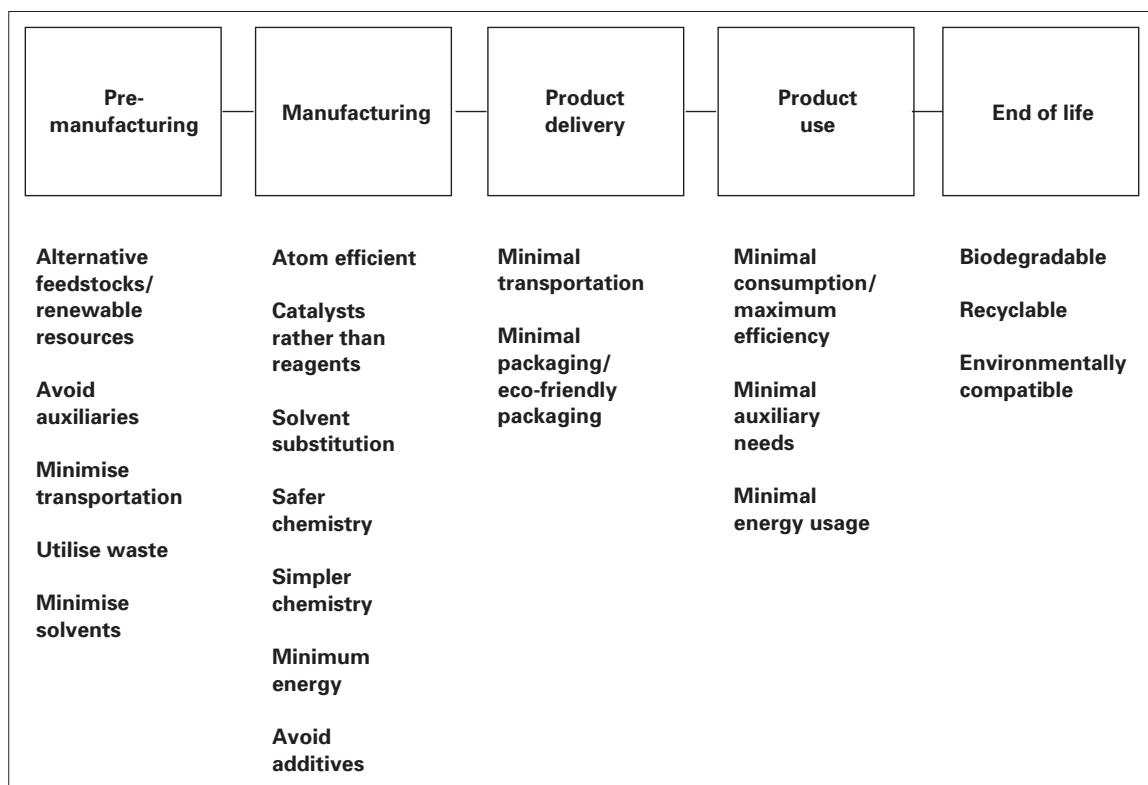 Pre-
manufacturing
Manufacturing
Product
delivery
Product
use
End of life
Alternative
feedstocks/
renewable
resources
Avoid
auxiliaries
Minimise
transportation
Utilise waste
Minimise
solvents
Atom efficient
Catalysts
rather than
reagents
Solvent
substitution
Safer
chemistry
Simpler
chemistry
Minimum
energy
Avoid
additives
Minimal
transportation
Minimal
packaging/
eco-friendly
packaging
Minimal
consumption/
maximum
efficiency
Minimal
auxiliary
needs
Minimal
energy usage
Biodegradable
Recyclable
Environmentally
compatible